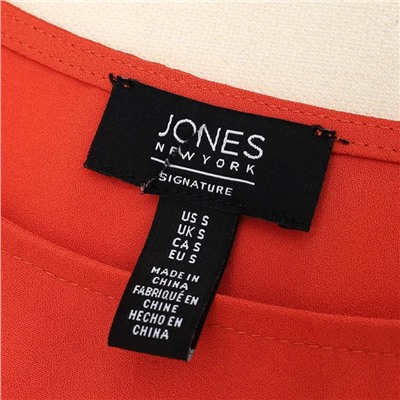 JONES
NEW YORK
SIGNATURE
US S
UK S
CA S
EU S
MADE IN
CHINA
FABRIQUÉ EN
CHINE
HECHO EN
CHINA